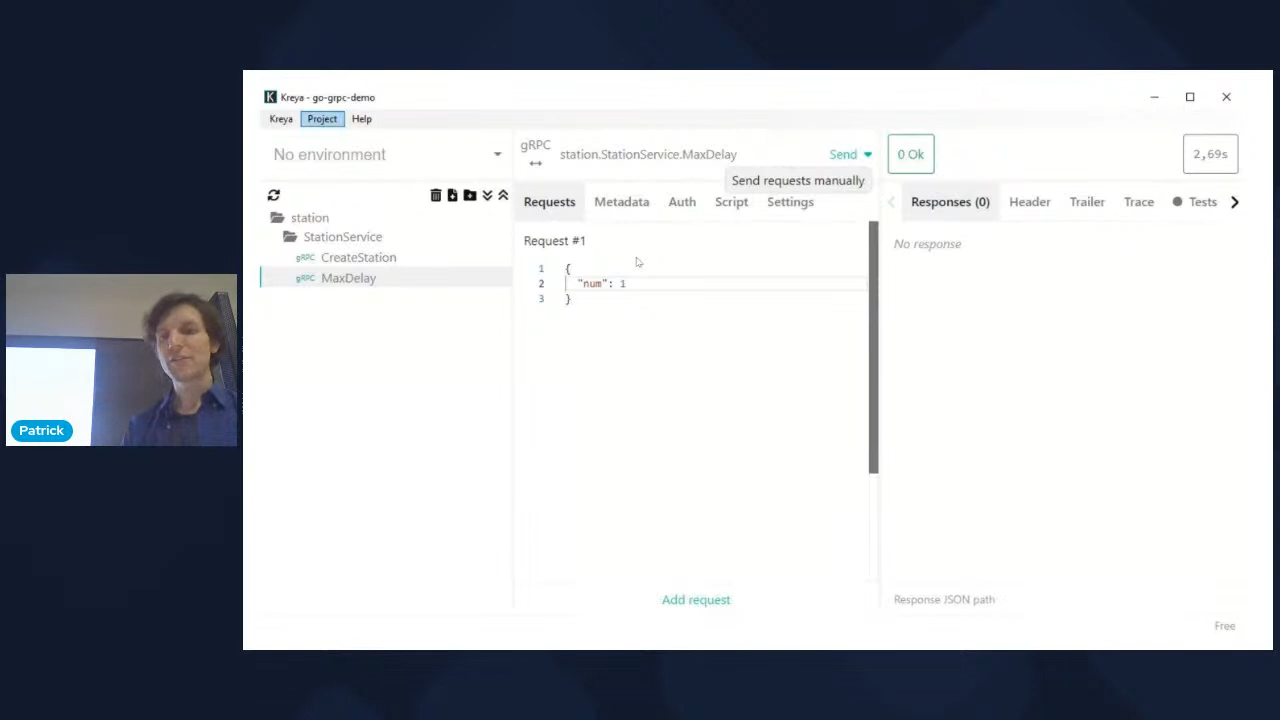 Kreya - go-grpc-demo
Kreya Project Help
No environment
gRPC
station.StationService.MaxDelay
Send
0 Ok
2,69s
Send requests manually
Requests Metadata Auth Script Settings
Responses (0) Header Trailer Trace Tests
station
StationService
gRPC CreateStation
gRPC MaxDelay
Request #1
1 {
2 "num": 1
3 }
No response
Add request
Response JSON path
Free
Patrick